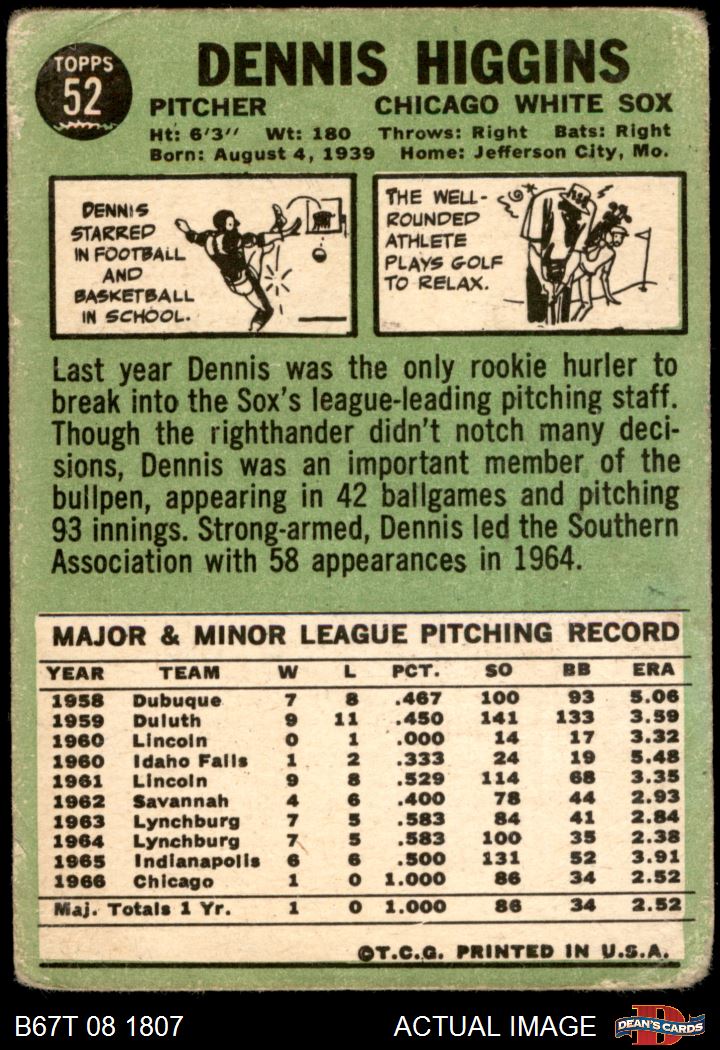 TOPPS
52
DENNIS HIGGINS
PITCHER CHICAGO WHITE SOX
Ht: 6'3'' Wt: 180 Throws: Right Bats: Right
Born: August 4, 1939 Home: Jefferson City, Mo.
DENNIS
STARRED
IN FOOTBALL
AND
BASKETBALL
IN SCHOOL.
THE WELL-
ROUNDED
ATHLETE
PLAYS GOLF
TO RELAX.
Last year Dennis was the only rookie hurler to
break into the Sox's league-leading pitching staff.
Though the righthander didn't notch many deci-
sions, Dennis was an important member of the
bullpen, appearing in 42 ballgames and pitching
93 innings. Strong-armed, Dennis led the Southern
Association with 58 appearances in 1964.
MAJOR & MINOR LEAGUE PITCHING RECORD
YEAR TEAM W L PCT. SO BB ERA
1958 Dubuque 7 8 .467 100 93 5.06
1959 Duluth 9 11 .450 141 133 3.59
1960 Lincoln 0 1 .000 14 17 3.32
1960 Idaho Falls 1 2 .333 24 19 5.48
1961 Lincoln 9 8 .529 114 68 3.35
1962 Savannah 4 6 .400 78 44 2.93
1963 Lynchburg 7 5 .583 84 41 2.84
1964 Lynchburg 7 5 .583 100 35 2.38
1965 Indianapolis 6 6 .500 131 52 3.91
1966 Chicago 1 0 1.000 86 34 2.52
Maj. Totals 1 Yr. 1 0 1.000 86 34 2.52
©T.C.G. PRINTED IN U.S.A.
B67T 08 1807 ACTUAL IMAGE DEAN'S CARDS